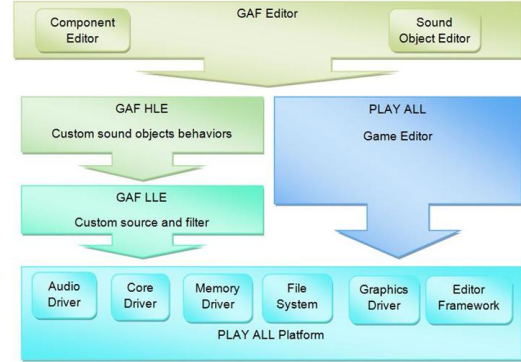 GAF Editor
Component
Editor
Sound
Object Editor
GAF HLE
Custom sound objects behaviors
PLAY ALL
Game Editor
GAF LLE
Custom source and filter
Audio
Driver
Core
Driver
Memory
Driver
File
System
Graphics
Driver
Editor
Framework
PLAY ALL Platform